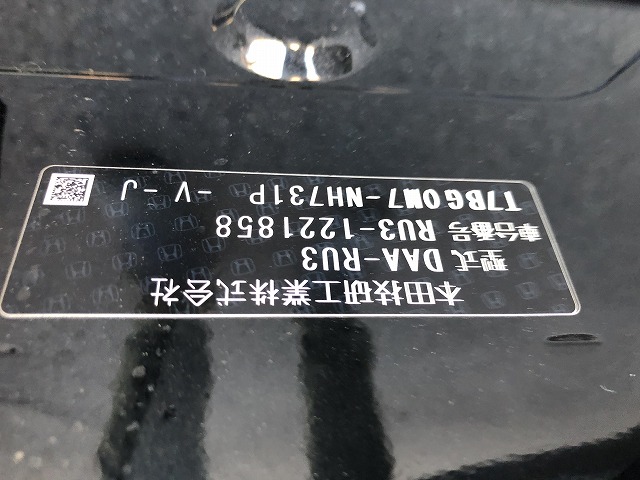 本田技研工業株式会社
型式 DAA-RU3
車台番号 RU3-1221858
T7BG0M7-NH731P -V-J